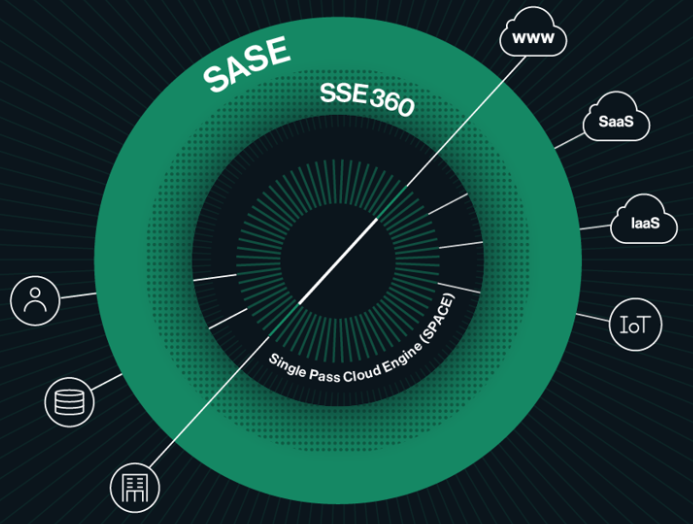 SASE
SSE 360
www
SaaS
IaaS
IoT
Single Pass Cloud Engine (SPACE)